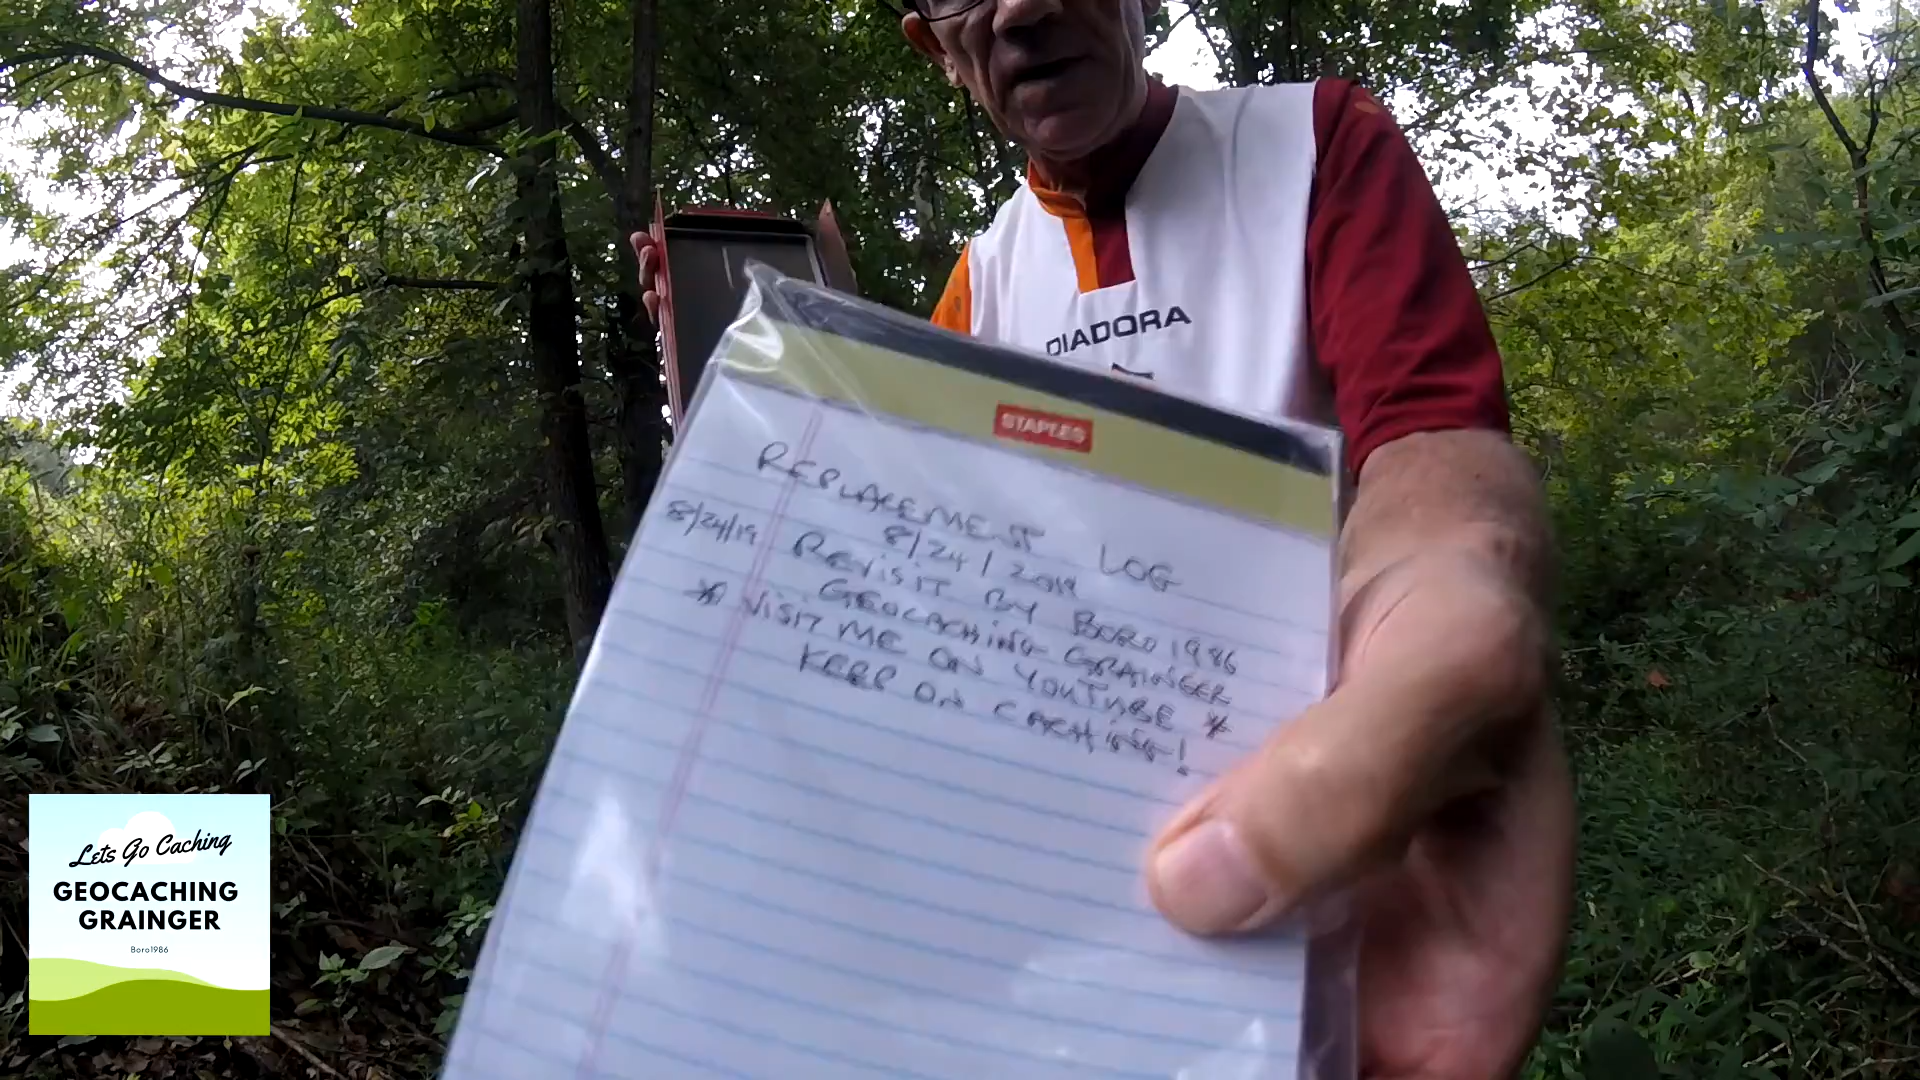 DIADORA
STAPLES
REPLACEMENT LOG
8/24/2019
8/24/19 REVISIT BY BORO1986
GEOCACHING GRAINGER
* VISIT ME ON YOUTUBE *
KEEP ON CACHING!
Lets Go Caching
GEOCACHING
GRAINGER
Boro1986